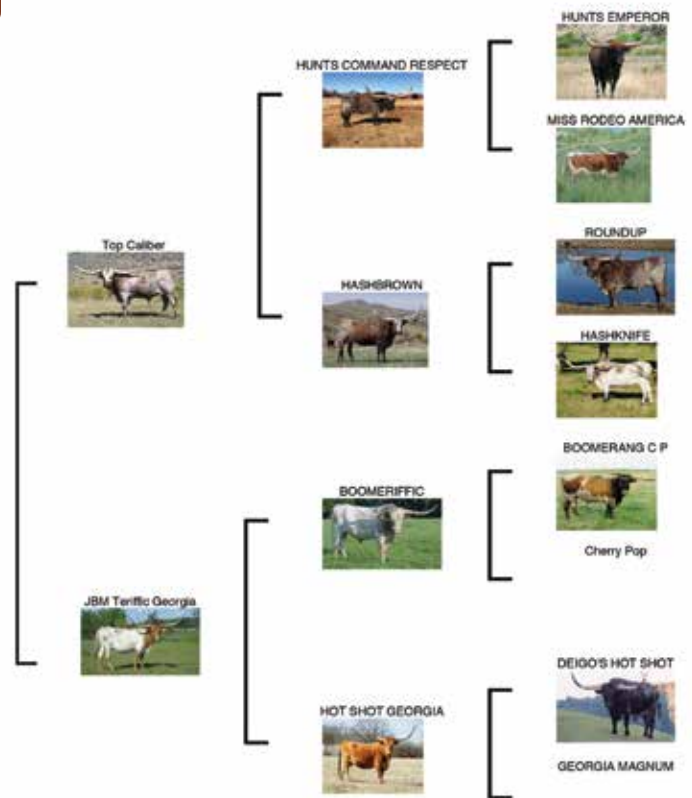 HUNTS EMPEROR
HUNTS COMMAND RESPECT
MISS RODEO AMERICA
Top Caliber
ROUNDUP
HASHBROWN
HASHKNIFE
BOOMERANG C P
BOOMERIFFIC
Cherry Pop
JBM Teriffic Georgia
DEIGO'S HOT SHOT
HOT SHOT GEORGIA
GEORGIA MAGNUM